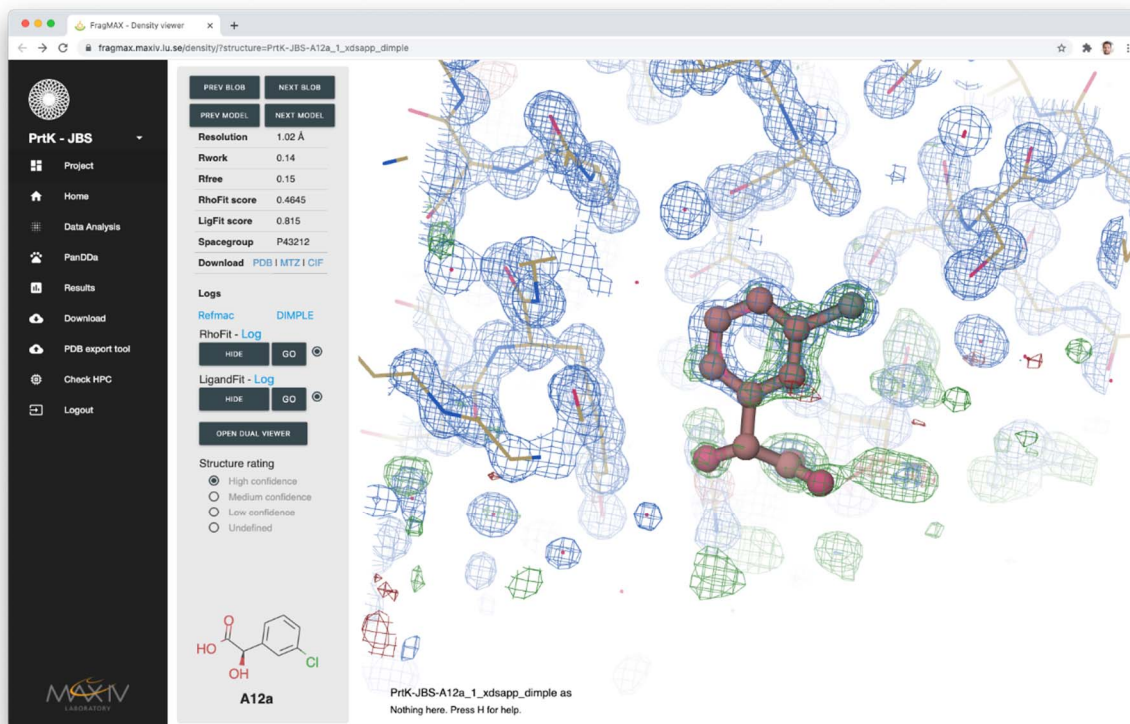 FragMAX - Density viewer
fragmax.maxiv.lu.se/density/?structure=PrtK-JBS-A12a_1_xdsapp_dimple
PrtK - JBS
Project
Home
Data Analysis
PanDDa
Results
Download
PDB export tool
Check HPC
Logout
MAXIV
LABORATORY
PREV BLOB NEXT BLOB
PREV MODEL NEXT MODEL
Resolution 1.02 Å
Rwork 0.14
Rfree 0.15
RhoFit score 0.4645
LigFit score 0.815
Spacegroup P43212
Download PDB | MTZ | CIF
Logs
Refmac DIMPLE
RhoFit - Log
HIDE GO
LigandFit - Log
HIDE GO
OPEN DUAL VIEWER
Structure rating
High confidence
Medium confidence
Low confidence
Undefined
O
HO
OH
Cl
A12a
PrtK-JBS-A12a_1_xdsapp_dimple as
Nothing here. Press H for help.